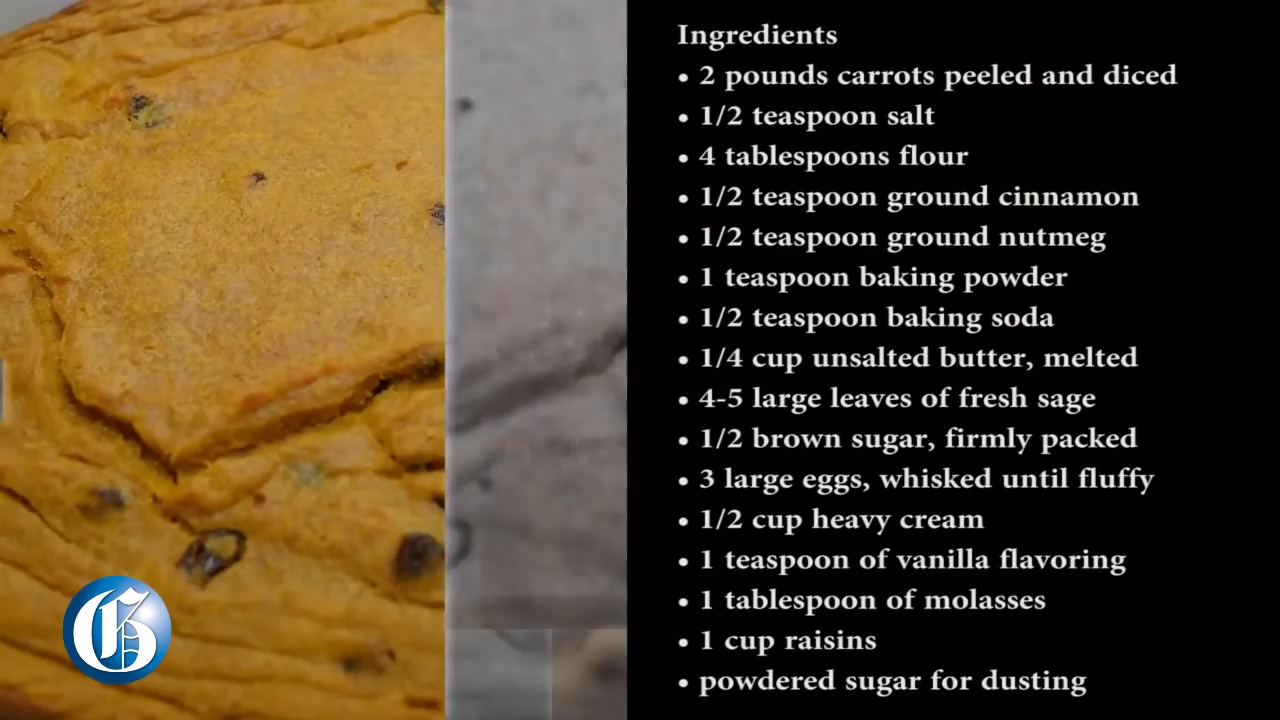 Ingredients
• 2 pounds carrots peeled and diced
• 1/2 teaspoon salt
• 4 tablespoons flour
• 1/2 teaspoon ground cinnamon
• 1/2 teaspoon ground nutmeg
• 1 teaspoon baking powder
• 1/2 teaspoon baking soda
• 1/4 cup unsalted butter, melted
• 4-5 large leaves of fresh sage
• 1/2 brown sugar, firmly packed
• 3 large eggs, whisked until fluffy
• 1/2 cup heavy cream
• 1 teaspoon of vanilla flavoring
• 1 tablespoon of molasses
• 1 cup raisins
• powdered sugar for dusting
G